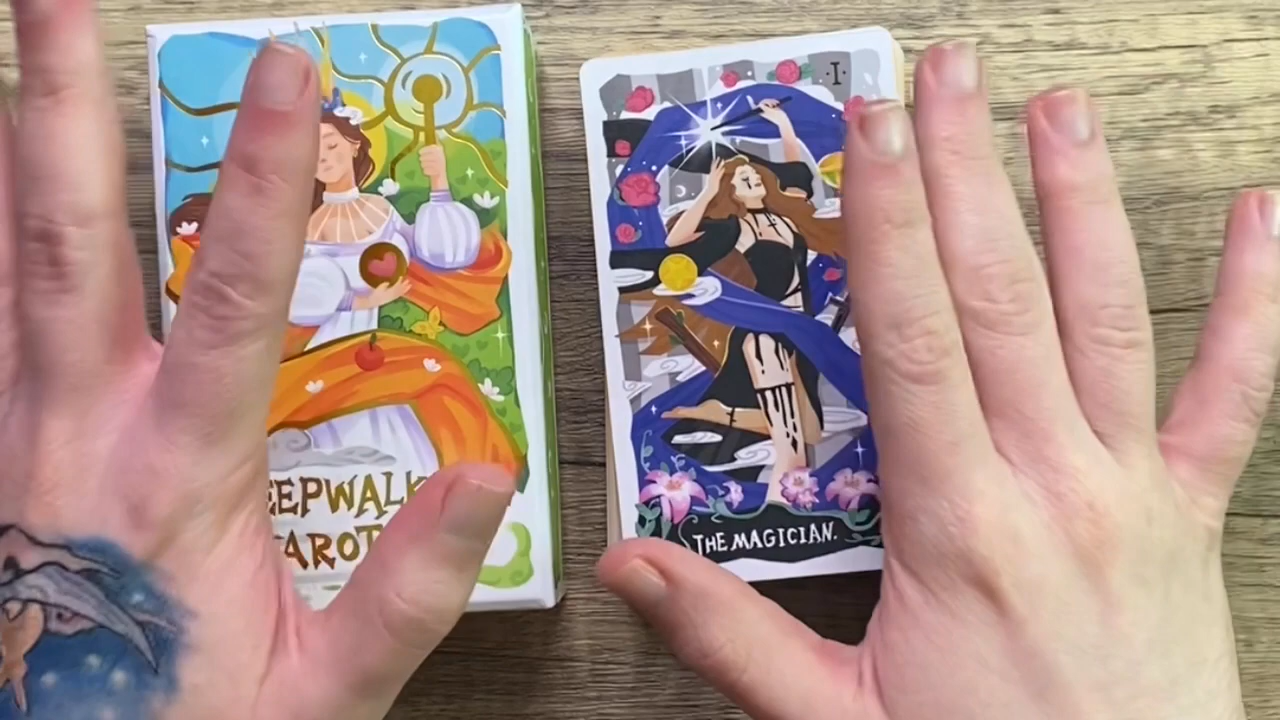 EEPWALK
AROT
·I·
THE MAGICIAN.